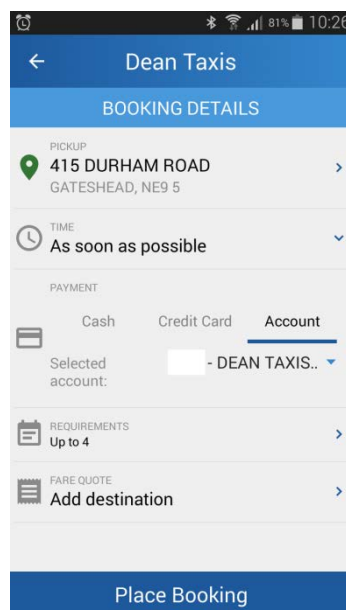 81% 10:26
Dean Taxis
BOOKING DETAILS
PICKUP
415 DURHAM ROAD
GATESHEAD, NE9 5
TIME
As soon as possible
PAYMENT
Cash Credit Card Account
Selected account:
- DEAN TAXIS..
REQUIREMENTS
Up to 4
FARE QUOTE
Add destination
Place Booking